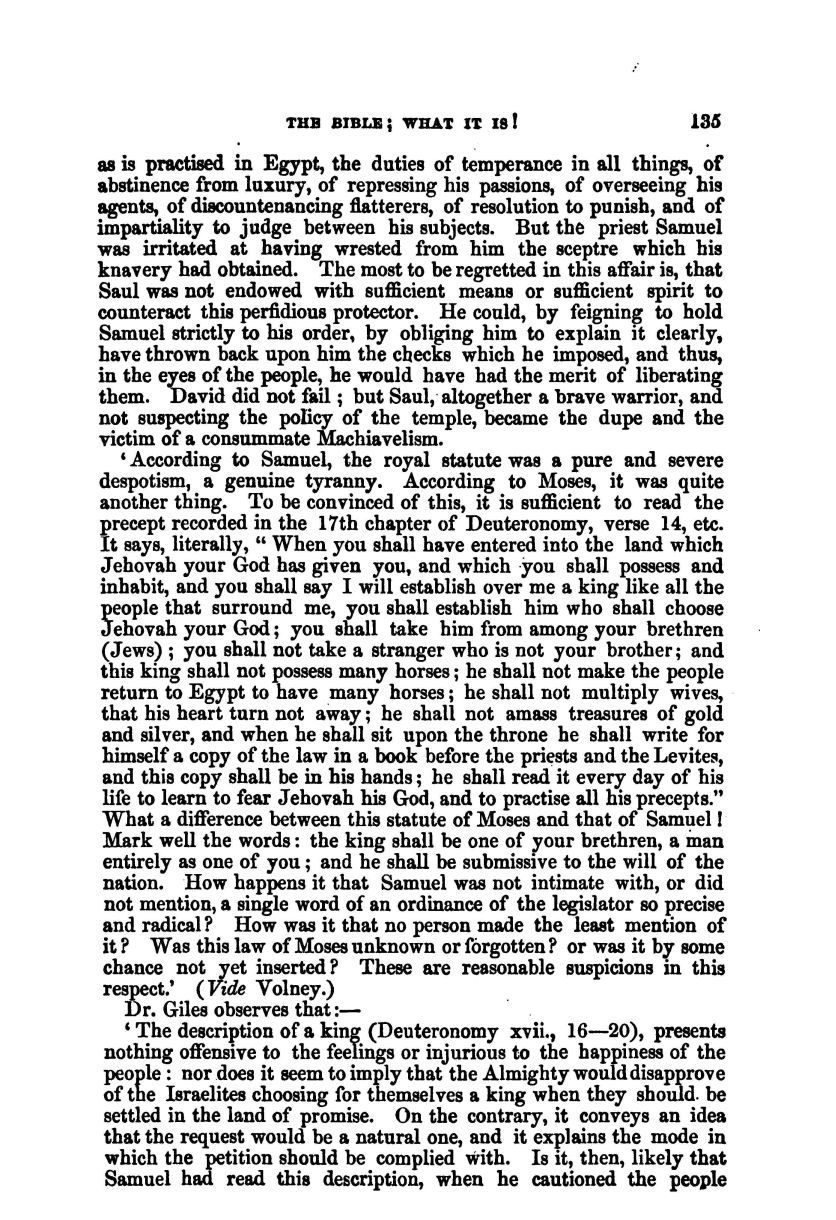 THE BIBLE; WHAT IT IS! 135
as is practised in Egypt, the duties of temperance in all things, of
abstinence from luxury, of repressing his passions, of overseeing his
agents, of discountenancing flatterers, of resolution to punish, and of
impartiality to judge between his subjects. But the priest Samuel
was irritated at having wrested from him the sceptre which his
knavery had obtained. The most to be regretted in this affair is, that
Saul was not endowed with sufficient means or sufficient spirit to
counteract this perfidious protector. He could, by feigning to hold
Samuel strictly to his order, by obliging him to explain it clearly,
have thrown back upon him the checks which he imposed, and thus,
in the eyes of the people, he would have had the merit of liberating
them. David did not fail; but Saul, altogether a brave warrior, and
not suspecting the policy of the temple, became the dupe and the
victim of a consummate Machiavelism.
‘According to Samuel, the royal statute was a pure and severe
despotism, a genuine tyranny. According to Moses, it was quite
another thing. To be convinced of this, it is sufficient to read the
precept recorded in the 17th chapter of Deuteronomy, verse 14, etc.
It says, literally, “When you shall have entered into the land which
Jehovah your God has given you, and which you shall possess and
inhabit, and you shall say I will establish over me a king like all the
people that surround me, you shall establish him who shall choose
Jehovah your God; you shall take him from among your brethren
(Jews); you shall not take a stranger who is not your brother; and
this king shall not possess many horses; he shall not make the people
return to Egypt to have many horses; he shall not multiply wives,
that his heart turn not away; he shall not amass treasures of gold
and silver, and when he shall sit upon the throne he shall write for
himself a copy of the law in a book before the priests and the Levites,
and this copy shall be in his hands; he shall read it every day of his
life to learn to fear Jehovah his God, and to practise all his precepts.”
What a difference between this statute of Moses and that of Samuel!
Mark well the words: the king shall be one of your brethren, a man
entirely as one of you; and he shall be submissive to the will of the
nation. How happens it that Samuel was not intimate with, or did
not mention, a single word of an ordinance of the legislator so precise
and radical? How was it that no person made the least mention of
it? Was this law of Moses unknown or forgotten? or was it by some
chance not yet inserted? These are reasonable suspicions in this
respect.’ (Vide Volney.)
Dr. Giles observes that:—
‘The description of a king (Deuteronomy xvii., 16—20), presents
nothing offensive to the feelings or injurious to the happiness of the
people: nor does it seem to imply that the Almighty would disapprove
of the Israelites choosing for themselves a king when they should be
settled in the land of promise. On the contrary, it conveys an idea
that the request would be a natural one, and it explains the mode in
which the petition should be complied with. Is it, then, likely that
Samuel had read this description, when he cautioned the people